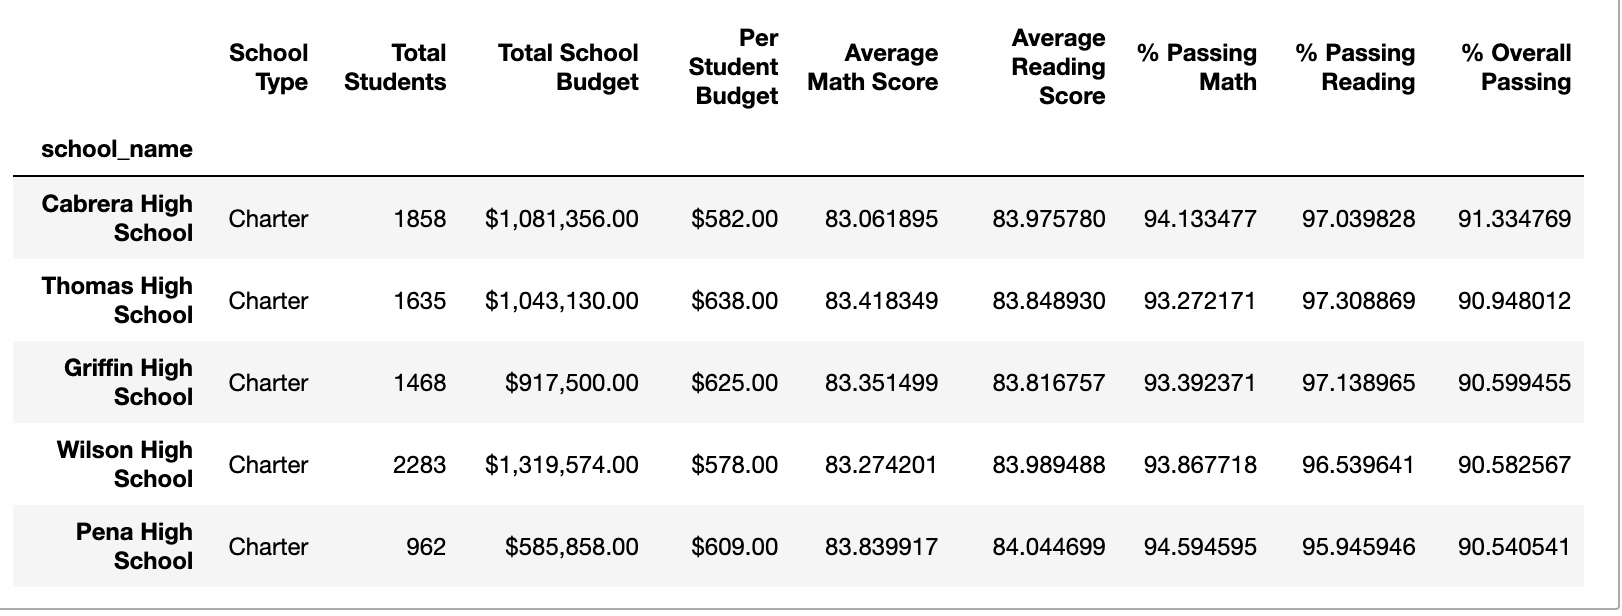 School Type Total Students Total School Budget Per Student Budget Average Math Score Average Reading Score % Passing Math % Passing Reading % Overall Passing
school_name
Cabrera High School Charter 1858 $1,081,356.00 $582.00 83.061895 83.975780 94.133477 97.039828 91.334769
Thomas High School Charter 1635 $1,043,130.00 $638.00 83.418349 83.848930 93.272171 97.308869 90.948012
Griffin High School Charter 1468 $917,500.00 $625.00 83.351499 83.816757 93.392371 97.138965 90.599455
Wilson High School Charter 2283 $1,319,574.00 $578.00 83.274201 83.989488 93.867718 96.539641 90.582567
Pena High School Charter 962 $585,858.00 $609.00 83.839917 84.044699 94.594595 95.945946 90.540541